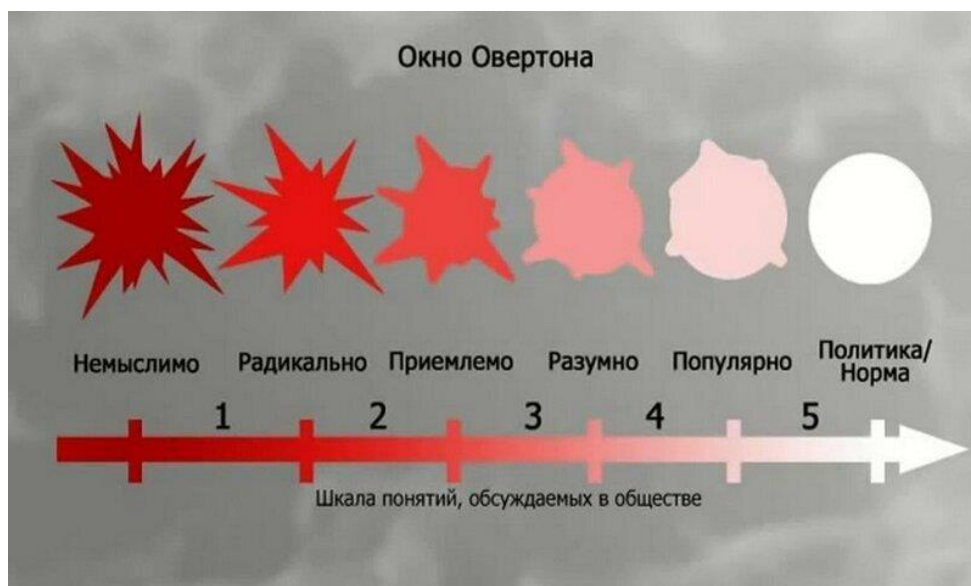 Окно Овертона
Немыслимо Радикально Приемлемо Разумно Популярно Политика/
Норма
1 2 3 4 5
Шкала понятий, обсуждаемых в обществе